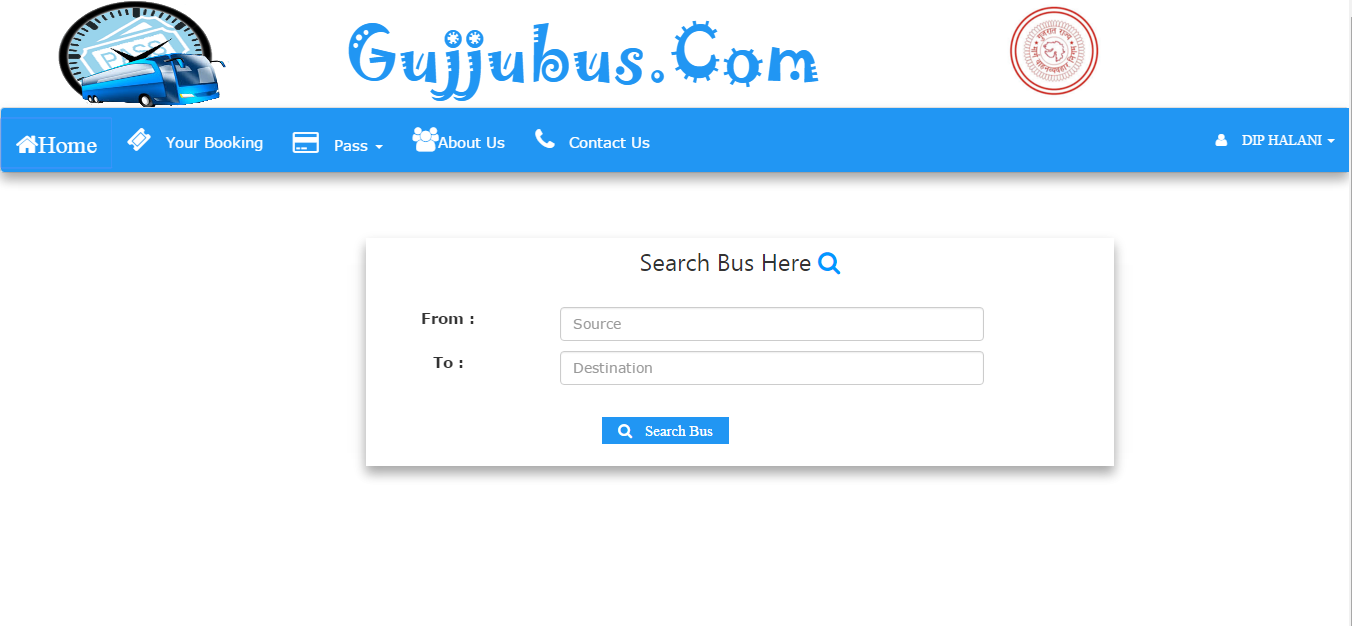 PASS
Gujjubus.Com
Home
Your Booking
Pass
About Us
Contact Us
DIP HALANI
Search Bus Here
From :
Source
To :
Destination
Search Bus